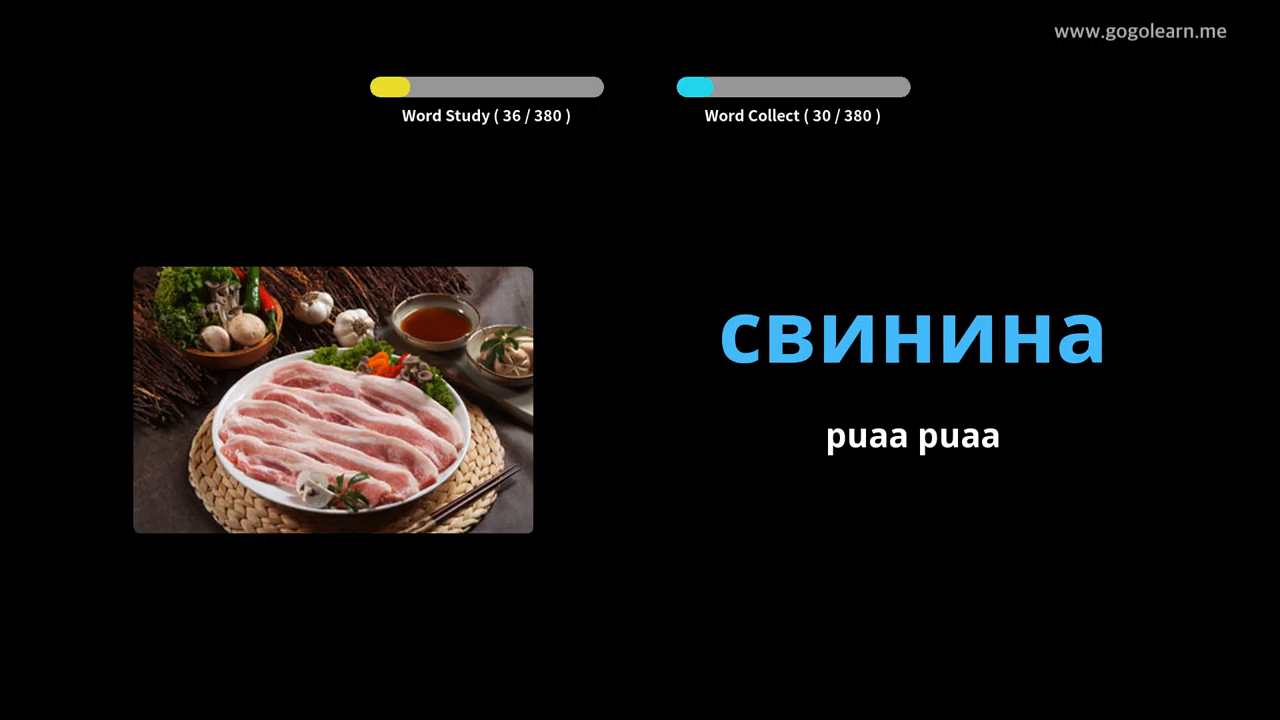 www.gogolearn.me
Word Study ( 36 / 380 )
Word Collect ( 30 / 380 )
свинина
puaa puaa